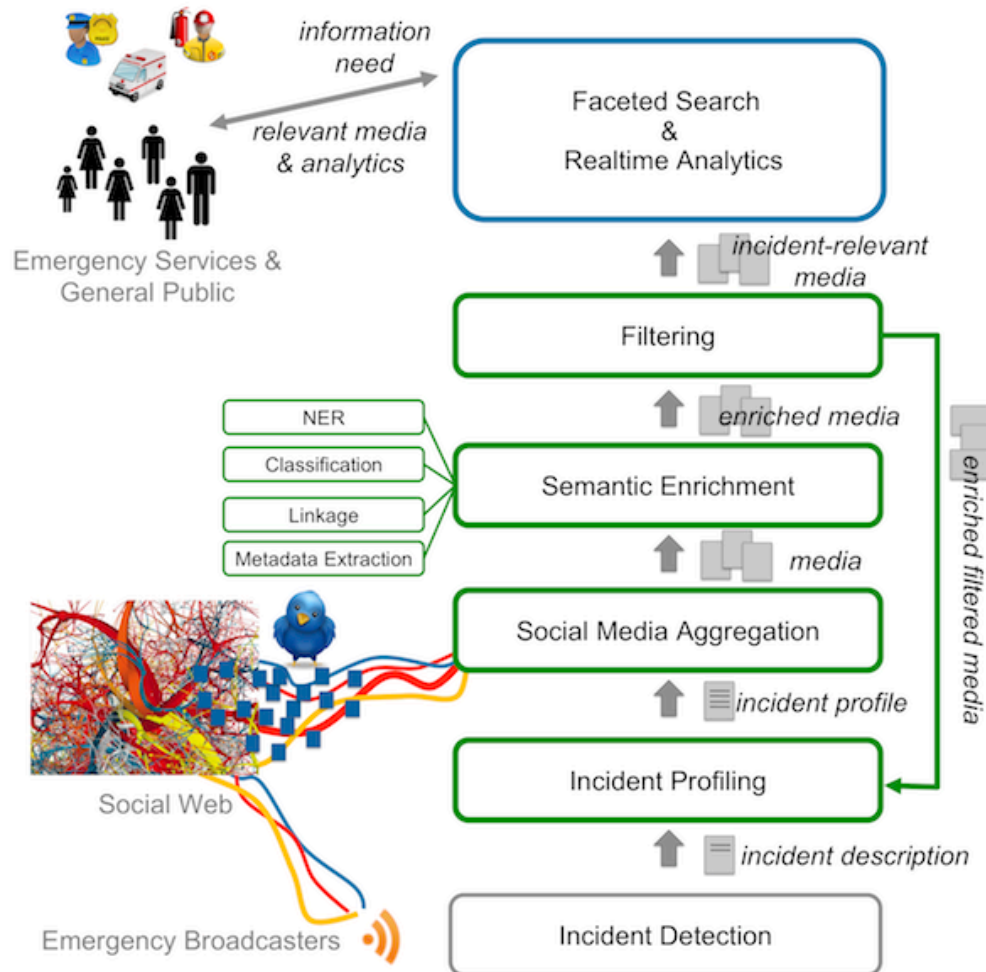 information
need
relevant media
& analytics
Faceted Search
&
Realtime Analytics
Emergency Services &
General Public
incident-relevant
media
Filtering
enriched media
enriched filtered media
NER
Classification
Linkage
Metadata Extraction
Semantic Enrichment
media
Social Media Aggregation
incident profile
Social Web
Incident Profiling
incident description
Emergency Broadcasters
Incident Detection